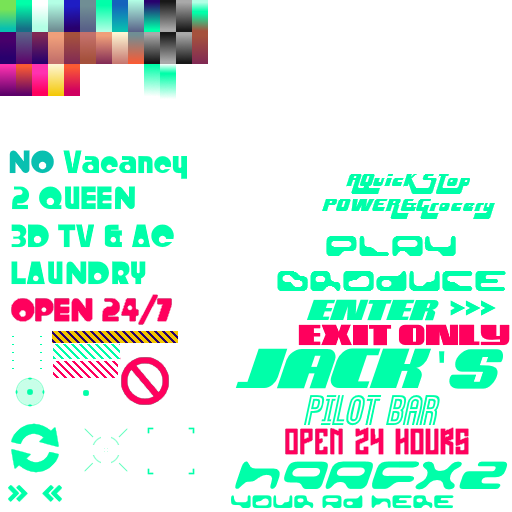 NO Vacancy
2 QUEEN
3D TV & AC
LAUNDRY
OPEN 24/7
AQuicK STop
POWER&Grocery
PLAY
PRODUCE
ENTER >>>
EXIT ONLY
JACK'S
PILOT BAR
OPEN 24 HOURS
YOUR AD HERE